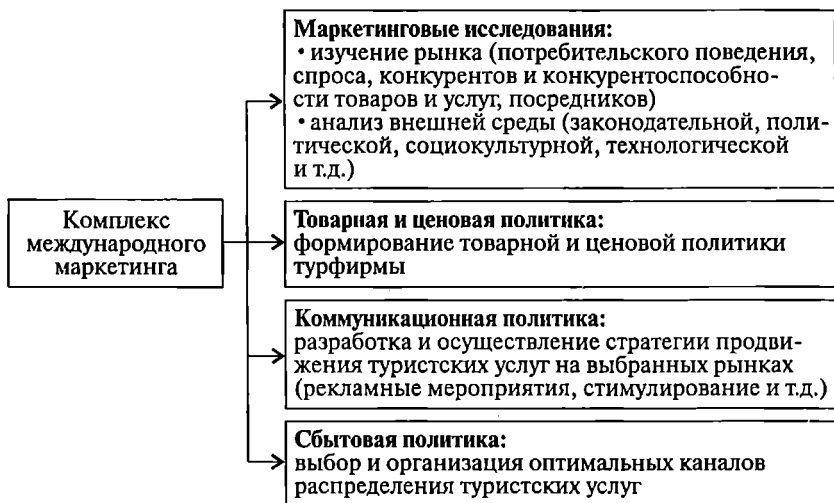 Комплекс
международного
маркетинга
Маркетинговые исследования:
• изучение рынка (потребительского поведения,
спроса, конкурентов и конкурентоспособно-
сти товаров и услуг, посредников)
• анализ внешней среды (законодательной, поли-
тической, социокультурной, технологической
и т.д.)
Товарная и ценовая политика:
формирование товарной и ценовой политики
турфирмы
Коммуникационная политика:
разработка и осуществление стратегии продви-
жения туристских услуг на выбранных рынках
(рекламные мероприятия, стимулирование и т.д.)
Сбытовая политика:
выбор и организация оптимальных каналов
распределения туристских услуг